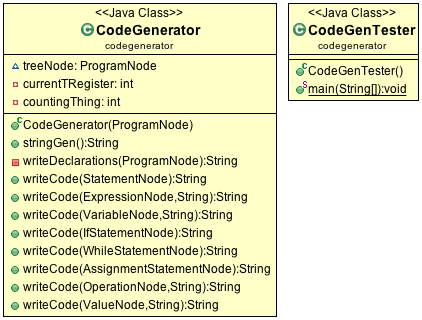 <<Java Class>>
CodeGenerator
codegenerator
treeNode: ProgramNode
currentTRegister: int
countingThing: int
CodeGenerator(ProgramNode)
stringGen():String
writeDeclarations(ProgramNode):String
writeCode(StatementNode):String
writeCode(ExpressionNode,String):String
writeCode(VariableNode,String):String
writeCode(IfStatementNode):String
writeCode(WhileStatementNode):String
writeCode(AssignmentStatementNode):String
writeCode(OperationNode,String):String
writeCode(ValueNode,String):String
<<Java Class>>
CodeGenTester
codegenerator
CodeGenTester()
main(String[]):void